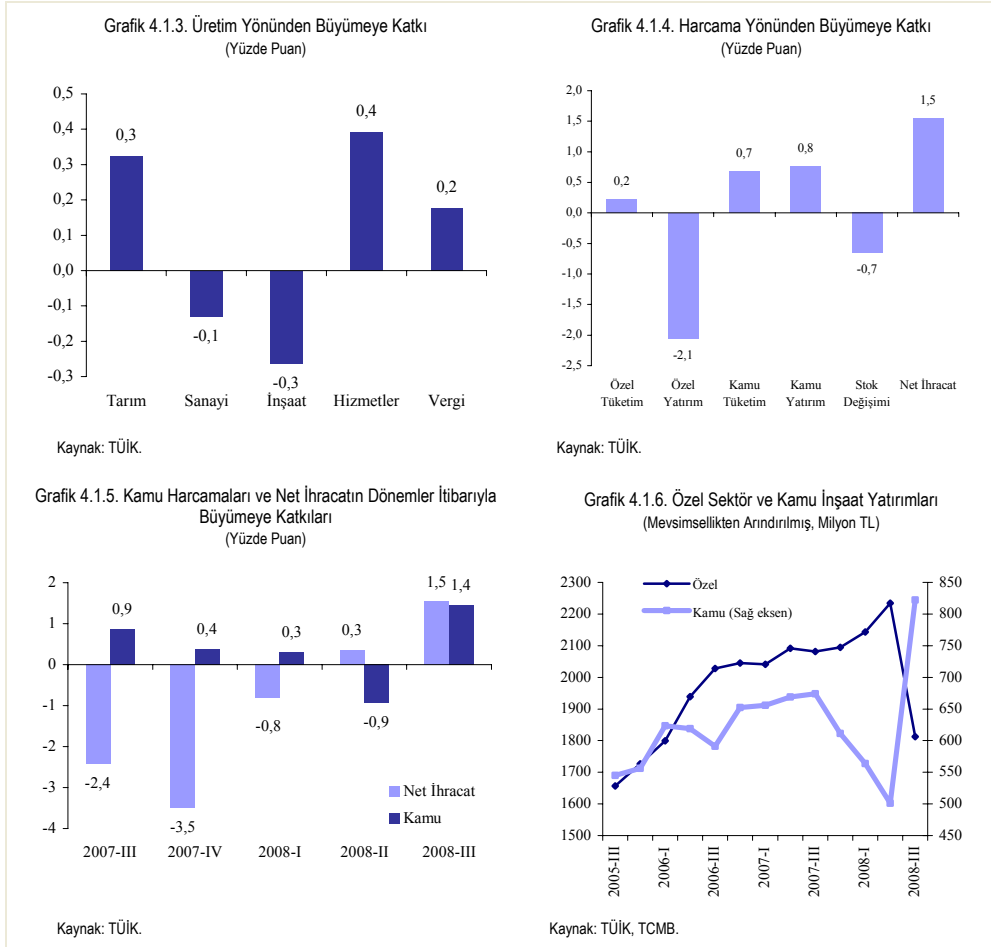 Grafik 4.1.3. Üretim Yönünden Büyümeye Katkı
(Yüzde Puan)
0,5
0,4
0,3
0,2
0,1
0,0
-0,1
-0,2
-0,3
0,3
-0,1
-0,3
0,4
0,2
Tarım Sanayi İnşaat Hizmetler Vergi
Kaynak: TÜİK.
Grafik 4.1.4. Harcama Yönünden Büyümeye Katkı
(Yüzde Puan)
2,0
1,5
1,0
0,5
0,0
-0,5
-1,0
-1,5
-2,0
-2,5
0,2
-2,1
0,7
0,8
-0,7
1,5
Özel Özel Kamu Kamu Stok Net İhracat
Tüketim Yatırım Tüketim Yatırım Değişimi
Kaynak: TÜİK.
Grafik 4.1.5. Kamu Harcamaları ve Net İhracatın Dönemler İtibarıyla
Büyümeye Katkıları
(Yüzde Puan)
2
1
0
-1
-2
-3
-4
-2,4
0,9
-3,5
0,4
-0,8
0,3
0,3
-0,9
1,5
1,4
Net İhracat
Kamu
2007-III 2007-IV 2008-I 2008-II 2008-III
Kaynak: TÜİK.
Grafik 4.1.6. Özel Sektör ve Kamu İnşaat Yatırımları
(Mevsimsellikten Arındırılmış, Milyon TL)
2300
2200
2100
2000
1900
1800
1700
1600
1500
Özel
Kamu (Sağ eksen)
850
800
750
700
650
600
550
500
450
2005-III
2006-I
2006-III
2007-I
2007-III
2008-I
2008-III
Kaynak: TÜİK, TCMB.